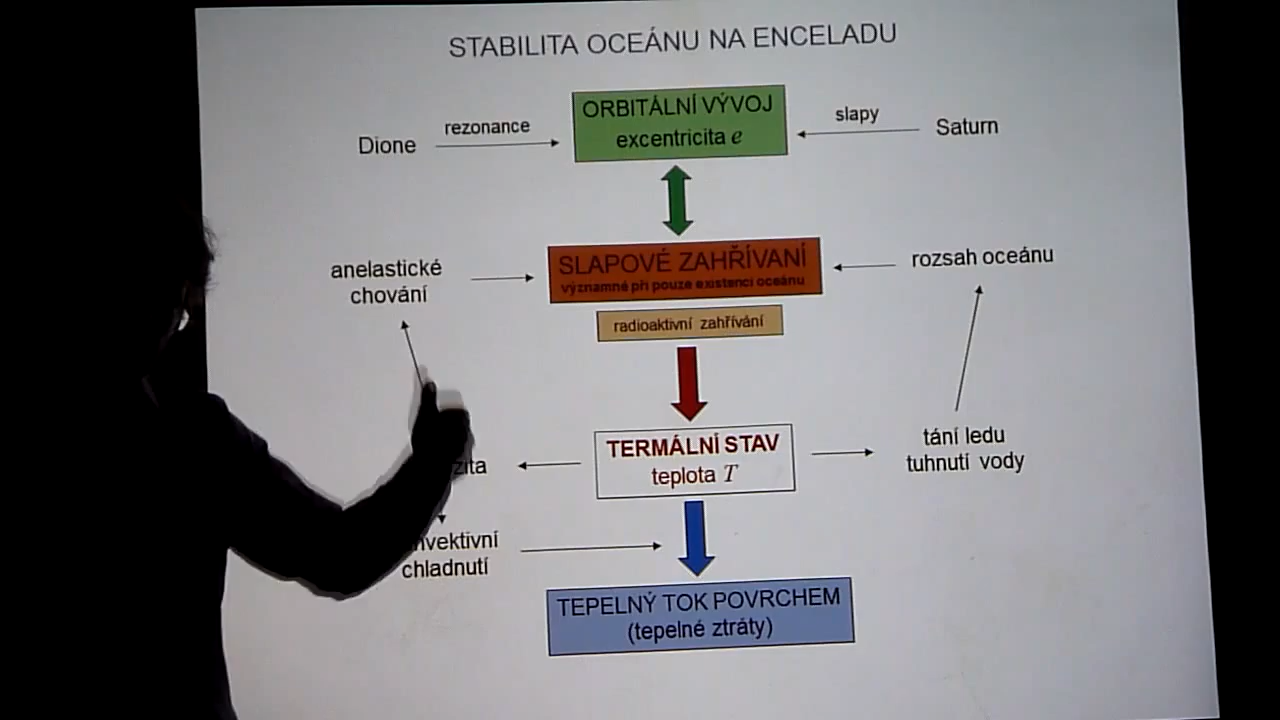 STABILITA OCEÁNU NA ENCELADU
ORBITÁLNÍ VÝVOJ
excentricita e
Dione
rezonance
slapy
Saturn
SLAPOVÉ ZAHŘÍVANÍ
významné při pouze existenci oceánu
anelastické
chování
rozsah oceánu
radioaktivní zahřívání
TERMÁLNÍ STAV
teplota T
tání ledu
tuhnutí vody
chladnutí
TEPELNÝ TOK POVRCHEM
(tepelné ztráty)